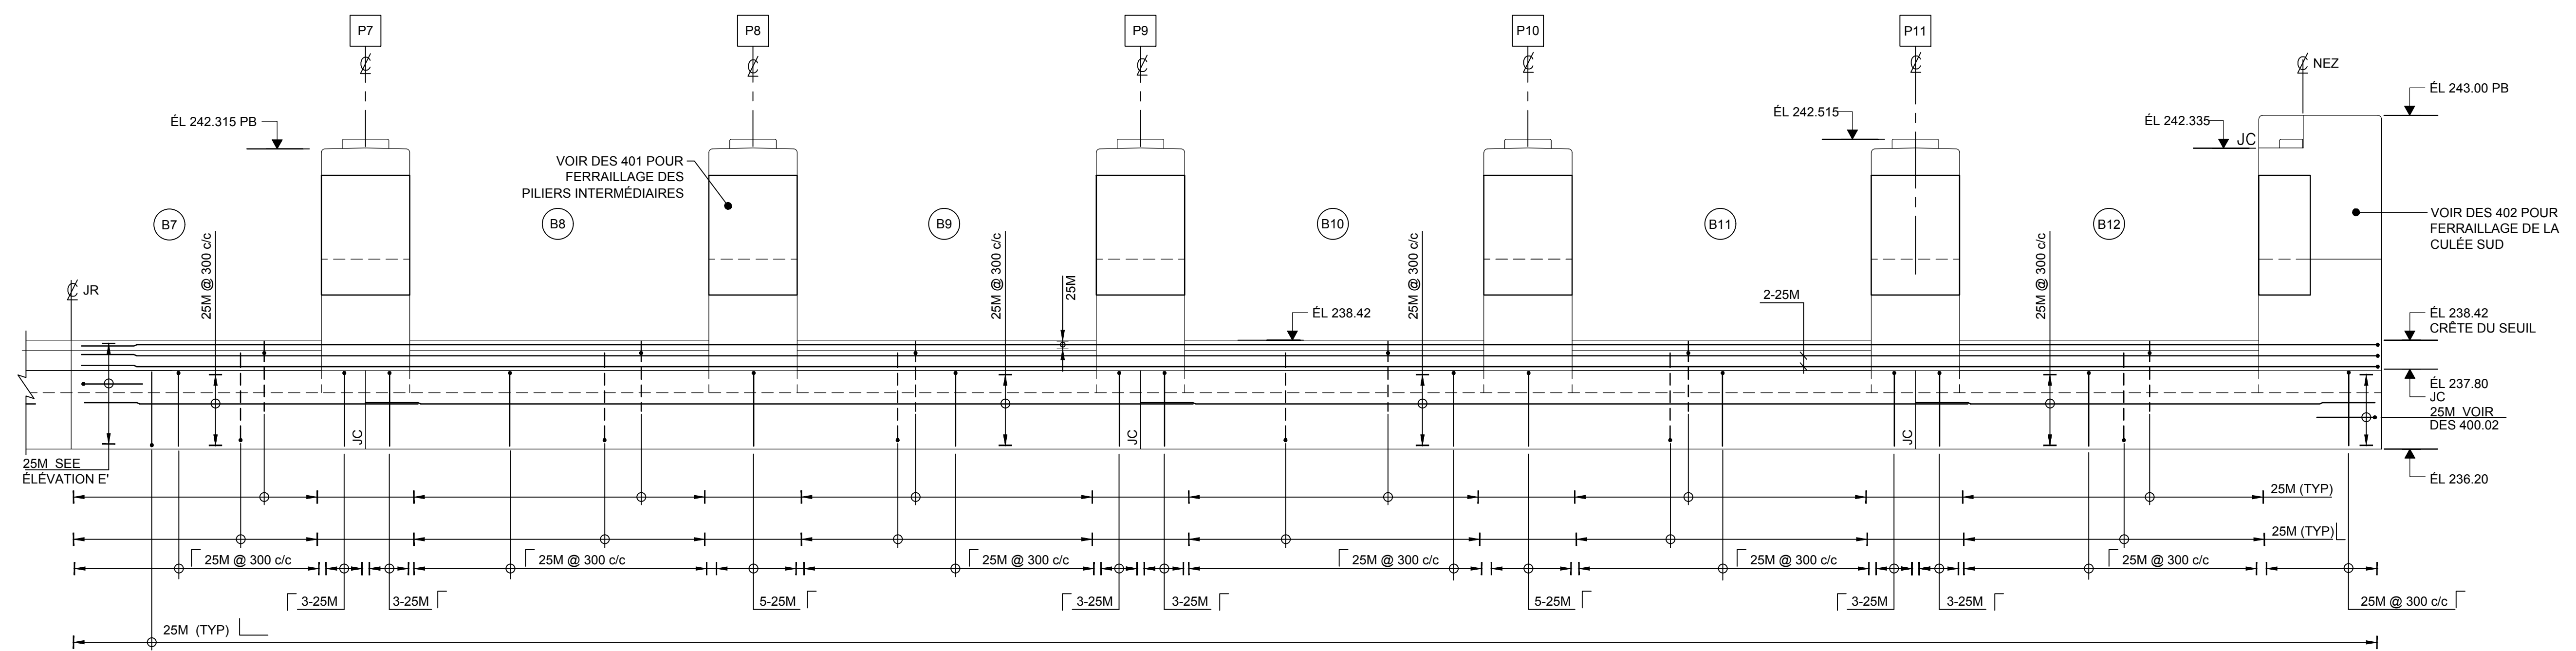 P7
P8
P9
P10
P11
℄
℄
℄
℄
℄
℄ NEZ
ÉL 243.00 PB
ÉL 242.315 PB
ÉL 242.515
ÉL 242.335
JC
VOIR DES 401 POUR
FERRAILLAGE DES
PILIERS INTERMÉDIAIRES
B7
B8
B9
B10
B11
B12
VOIR DES 402 POUR
FERRAILLAGE DE LA
CULÉE SUD
℄ JR
25M @ 300 c/c
25M @ 300 c/c
25M
25M @ 300 c/c
2-25M
25M @ 300 c/c
ÉL 238.42
ÉL 238.42
CRÊTE DU SEUIL
ÉL 237.80
JC
25M VOIR
DES 400.02
JC
JC
JC
25M SEE
ÉLÉVATION E'
ÉL 236.20
25M (TYP)
25M (TYP)
25M @ 300 c/c
25M @ 300 c/c
25M @ 300 c/c
25M @ 300 c/c
25M @ 300 c/c
25M @ 300 c/c
3-25M
3-25M
5-25M
3-25M
3-25M
5-25M
3-25M
3-25M
25M @ 300 c/c
25M (TYP)